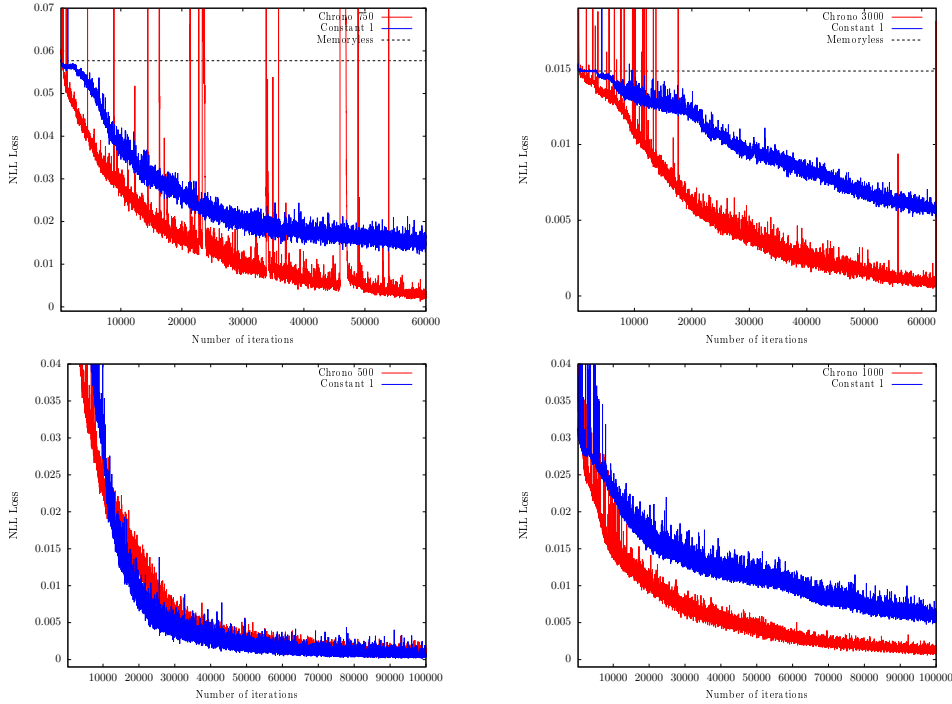 0.07
0.06
0.05
0.04
0.03
0.02
0.01
0
NLL Loss
Chrono 750
Constant 1
Memoryless
10000 20000 30000 40000 50000 60000
Number of iterations
0.015
0.01
0.005
0
NLL Loss
Chrono 3000
Constant 1
Memoryless
10000 20000 30000 40000 50000 60000
Number of iterations
0.04
0.035
0.03
0.025
0.02
0.015
0.01
0.005
0
NLL Loss
Chrono 500
Constant 1
10000 20000 30000 40000 50000 60000 70000 80000 90000 100000
Number of iterations
0.04
0.035
0.03
0.025
0.02
0.015
0.01
0.005
0
NLL Loss
Chrono 1000
Constant 1
10000 20000 30000 40000 50000 60000 70000 80000 90000 100000
Number of iterations